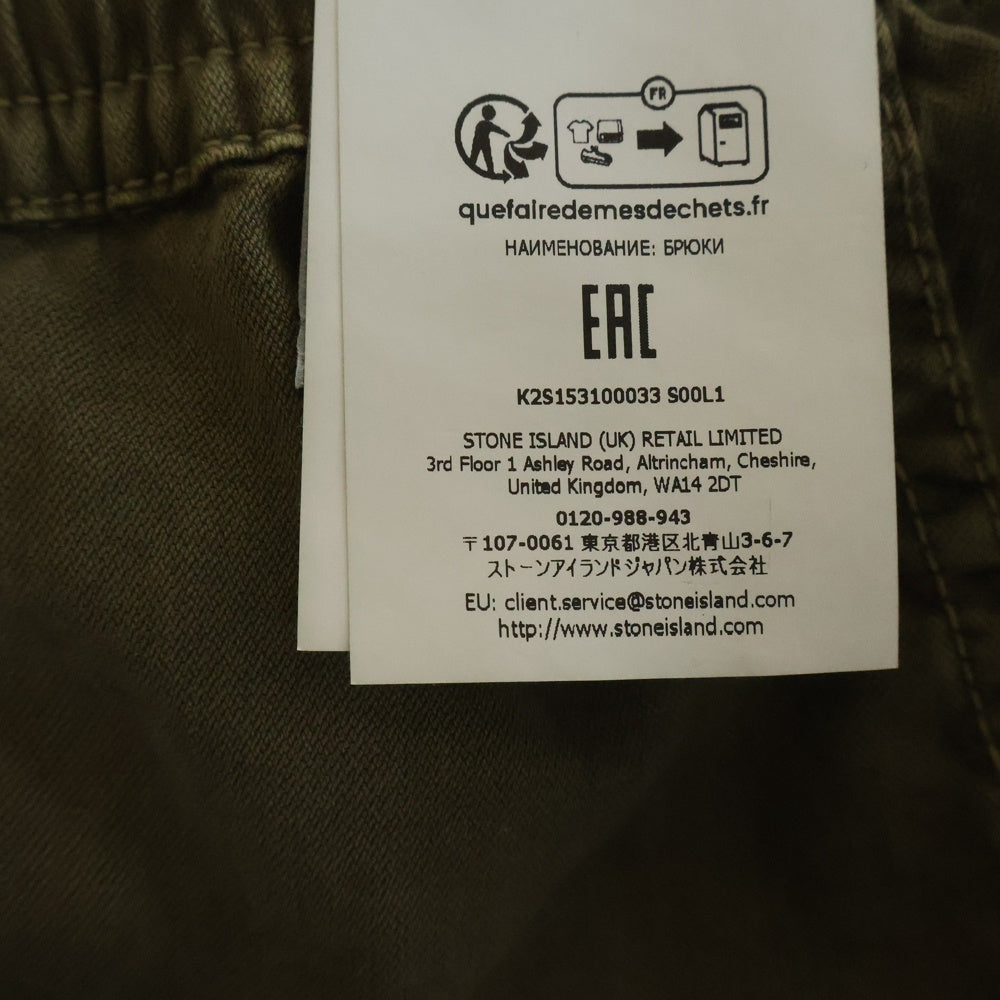 FR
quefairedemesdechets.fr
НАИМЕНОВАНИЕ: БРЮКИ
EAC
K2S153100033 S00L1
STONE ISLAND (UK) RETAIL LIMITED
3rd Floor 1 Ashley Road, Altrincham, Cheshire,
United Kingdom, WA14 2DT
0120-988-943
〒107-0061 東京都港区北青山3-6-7
ストーンアイランドジャパン株式会社
EU: client.service@stoneisland.com
http://www.stoneisland.com